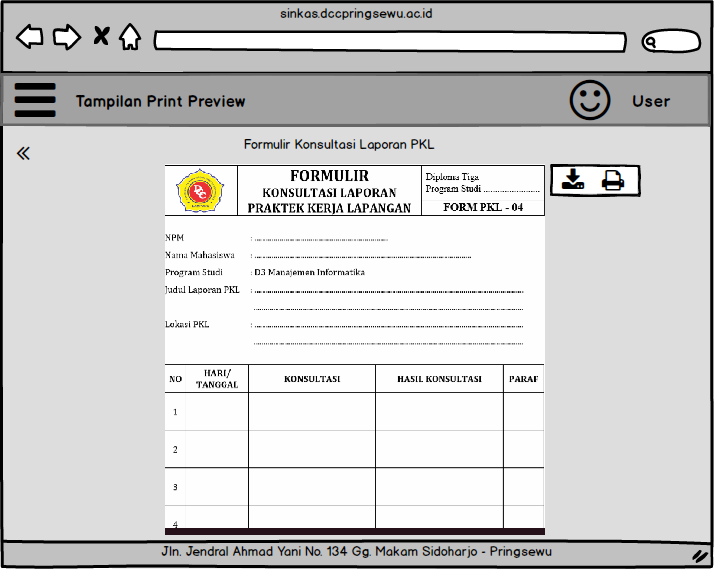 sinkas.dccpringsewu.ac.id
Tampilan Print Preview
User
Formulir Konsultasi Laporan PKL
FORMULIR
KONSULTASI LAPORAN
PRAKTEK KERJA LAPANGAN
Diploma Tiga
Program Studi ............................
FORM PKL - 04
NPM : ............................................................
Nama Mahasiswa : ............................................................
Program Studi : D3 Manajemen Informatika
Judul Laporan PKL : ............................................................
............................................................
Lokasi PKL : ............................................................
............................................................
NO HARI/ TANGGAL KONSULTASI HASIL KONSULTASI PARAF
1
2
3
4
Jln. Jendral Ahmad Yani No. 134 Gg. Makam Sidoharjo - Pringsewu